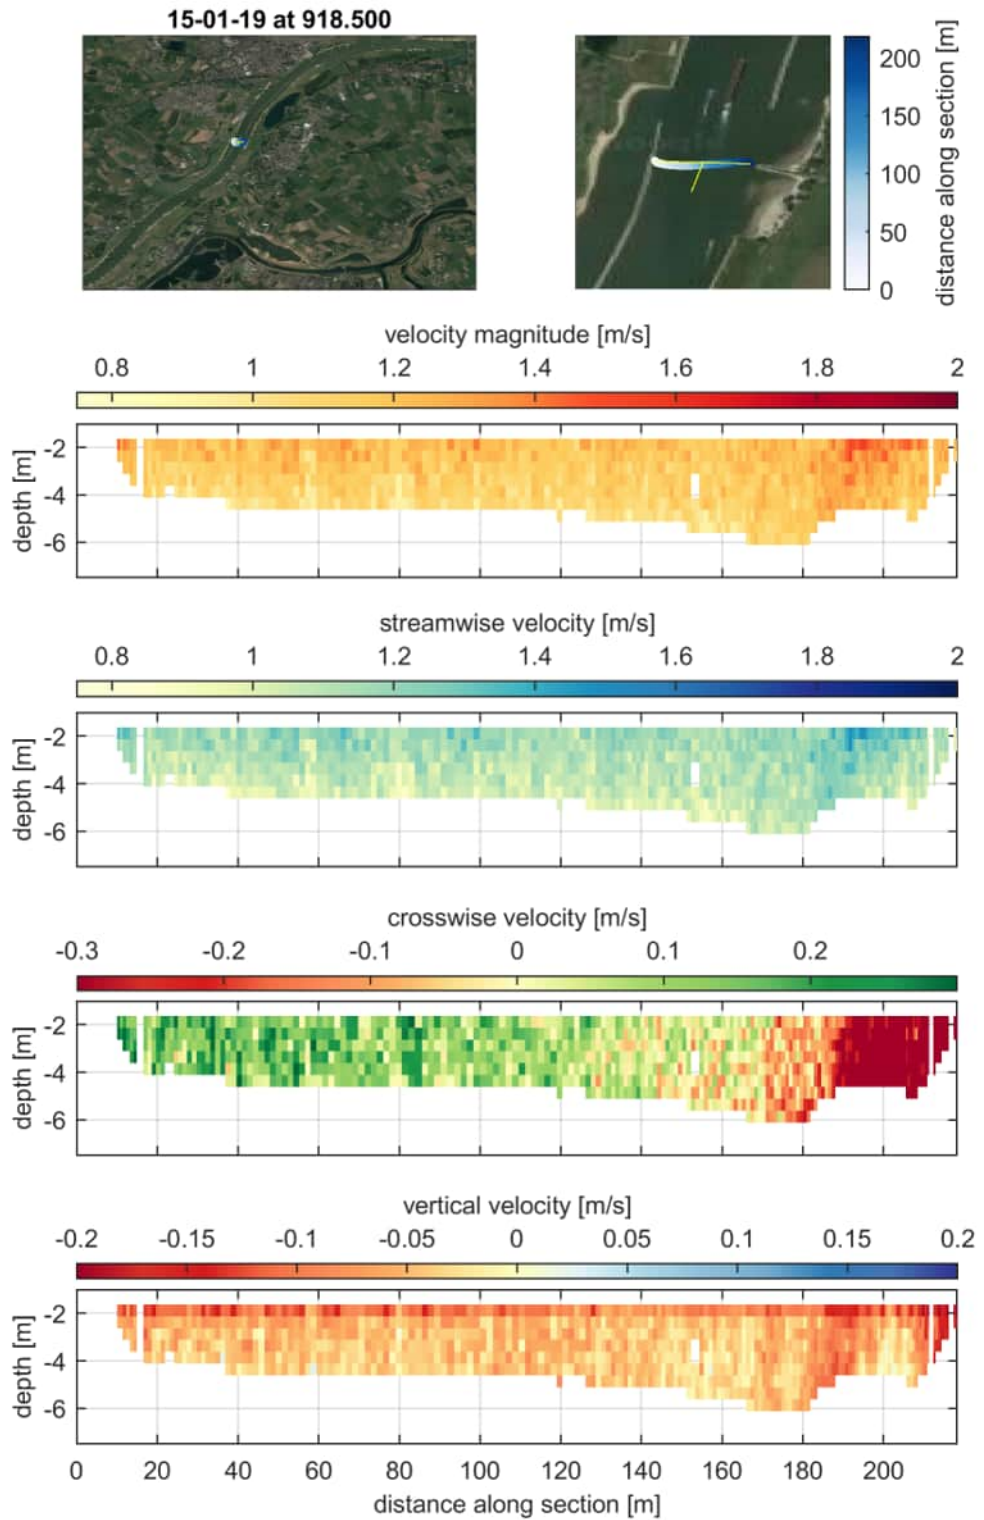 15-01-19 at 918.500
200
150
100
50
0
distance along section [m]
velocity magnitude [m/s]
0.8 1 1.2 1.4 1.6 1.8 2
-2
-4
-6
depth [m]
streamwise velocity [m/s]
0.8 1 1.2 1.4 1.6 1.8 2
-2
-4
-6
depth [m]
crosswise velocity [m/s]
-0.3 -0.2 -0.1 0 0.1 0.2
-2
-4
-6
depth [m]
vertical velocity [m/s]
-0.2 -0.15 -0.1 -0.05 0 0.05 0.1 0.15 0.2
-2
-4
-6
depth [m]
0 20 40 60 80 100 120 140 160 180 200
distance along section [m]